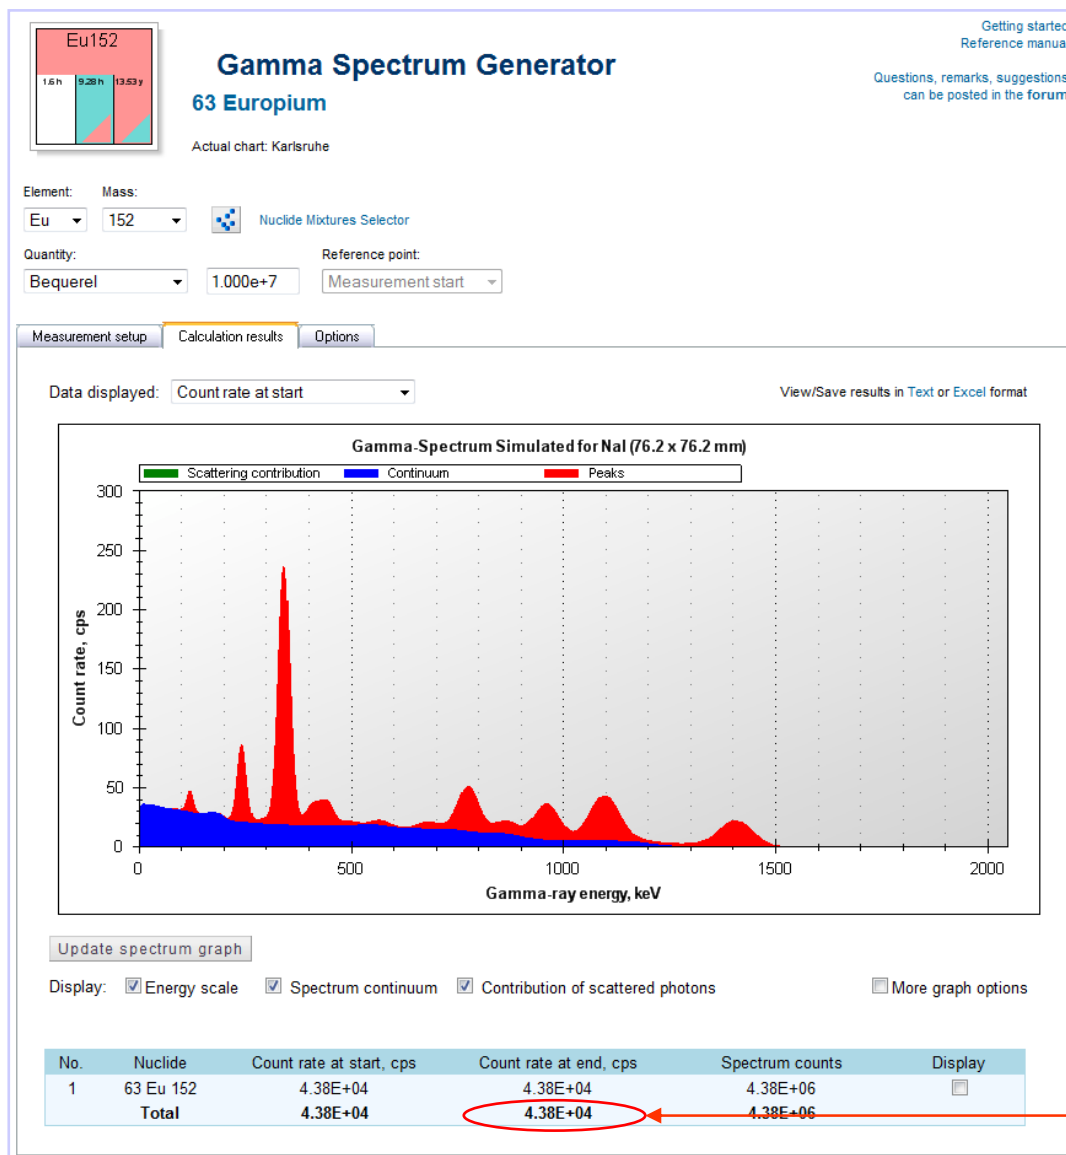 Eu152
1.6 h 9.28 h 13.53 y
Gamma Spectrum Generator
63 Europium
Actual chart: Karlsruhe
Getting started
Reference manua
Questions, remarks, suggestions
can be posted in the forum
Element: Mass:
Eu 152 Nuclide Mixtures Selector
Quantity: Reference point:
Bequerel 1.000e+7 Measurement start
Measurement setup Calculation results Options
Data displayed: Count rate at start View/Save results in Text or Excel format
Gamma-Spectrum Simulated for NaI (76.2 x 76.2 mm)
Scattering contribution Continuum Peaks
300
250
200
150
100
50
0
Count rate, cps
0 500 1000 1500 2000
Gamma-ray energy, keV
Update spectrum graph
Display: Energy scale Spectrum continuum Contribution of scattered photons More graph options
No. Nuclide Count rate at start, cps Count rate at end, cps Spectrum counts Display
1 63 Eu 152 4.38E+04 4.38E+04 4.38E+06
Total 4.38E+04 4.38E+04 4.38E+06